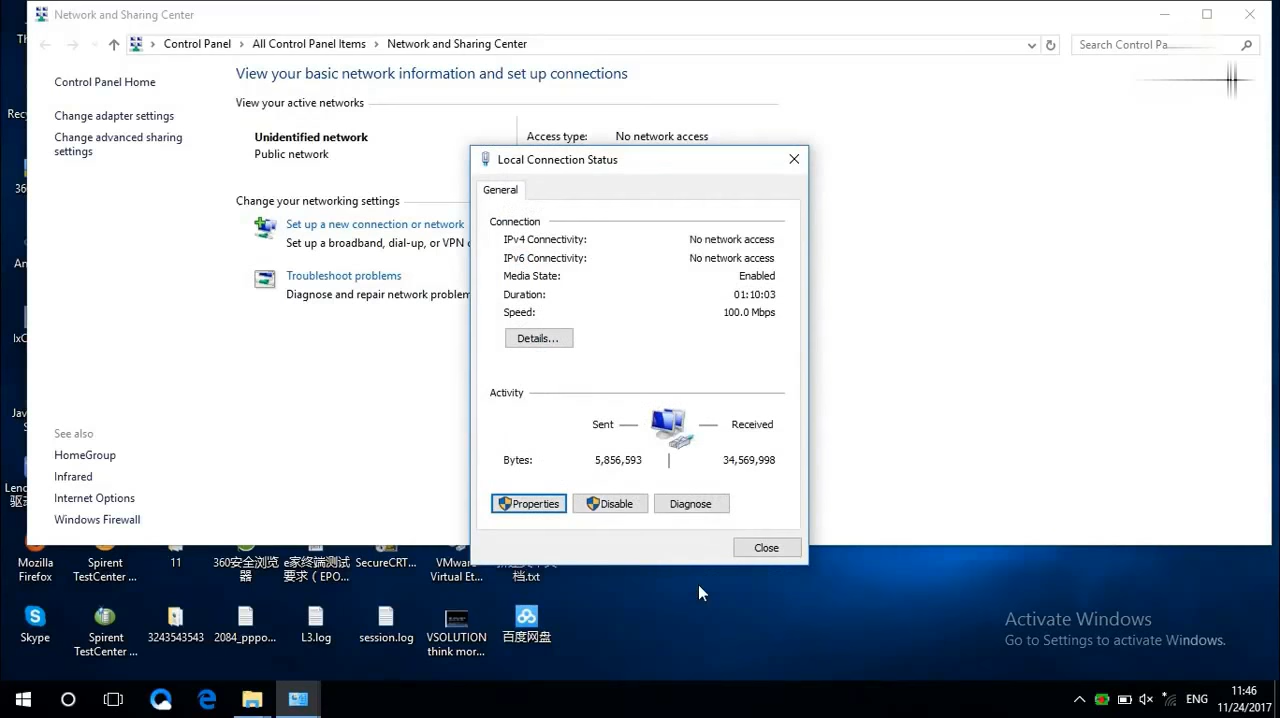 Network and Sharing Center
Control Panel
All Control Panel Items
Network and Sharing Center
Search Control Pa
Control Panel Home
Change adapter settings
Change advanced sharing
settings
View your basic network information and set up connections
View your active networks
Unidentified network
Public network
Access type: No network access
Change your networking settings
Set up a new connection or network
Set up a broadband, dial-up, or VPN
Troubleshoot problems
Diagnose and repair network problem
See also
HomeGroup
Infrared
Internet Options
Windows Firewall
Local Connection Status
General
Connection
IPv4 Connectivity: No network access
IPv6 Connectivity: No network access
Media State: Enabled
Duration: 01:10:03
Speed: 100.0 Mbps
Details...
Activity
Sent
Received
Bytes: 5,856,593 34,569,998
Properties
Disable
Diagnose
Close
Mozilla
Firefox
Spirent
TestCenter ...
11
360安全浏览
器
e家终端测试
要求（EPO...
SecureCRT...
VMware
Virtual Et...
档.txt
Skype
Spirent
TestCenter ...
3243543543
2084_pppo...
L3.log
session.log
VSOLUTION
think mor...
百度网盘
Activate Windows
Go to Settings to activate Windows.
ENG
11:46
11/24/2017